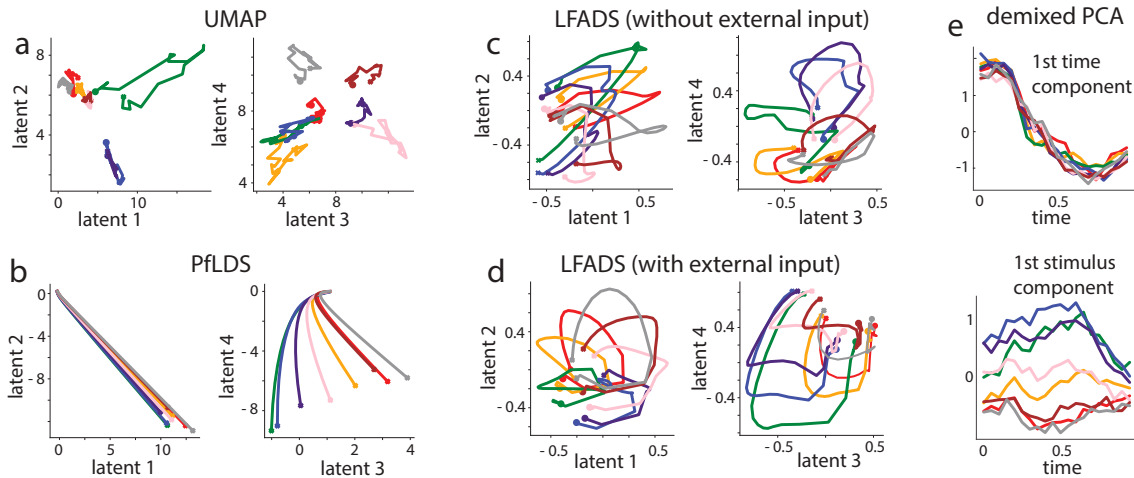 UMAP
a
8
4
latent 2
0
10
latent 1
12
8
4
latent 4
4
8
latent 3
LFADS (without external input)
c
0.4
- 0.4
latent 2
- 0.5
0.5
latent 1
0.4
- 0.4
latent 4
0
0.5
latent 3
e
demixed PCA
1st time
component
1
0
-1
0
time
b
PfLDS
0
-4
-8
latent 2
0
5
10
latent 1
0
-4
-8
latent 4
0
2
4
latent 3
d
LFADS (with external input)
0.4
- 0.4
latent 2
- 0.5
0.5
latent 1
0.4
- 0.4
latent 4
- 0.5
0
0.5
latent 3
1st stimulus
component
1
0
0
time